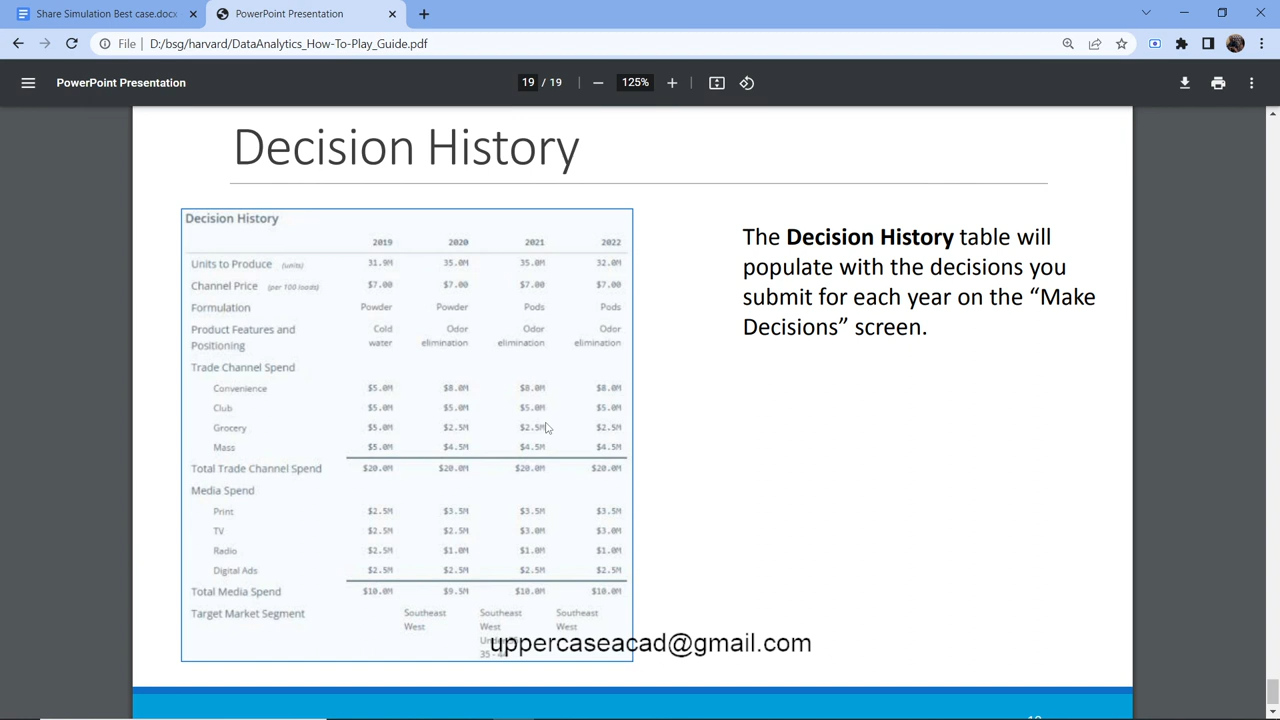 Share Simulation Best case.docx
PowerPoint Presentation
File
D:/bsg/harvard/DataAnalytics_How-To-Play_Guide.pdf
PowerPoint Presentation
19 / 19
125%
Decision History
Decision History
2019 2020 2021 2022
Units to Produce (units) 31.9M 35.0M 35.0M 32.0M
Channel Price (per 100 loads) $7.00 $7.00 $7.00 $7.00
Formulation Powder Powder Pods Pods
Product Features and Cold Odor Odor Odor
Positioning water elimination elimination elimination
Trade Channel Spend
Convenience $5.0M $8.0M $8.0M $8.0M
Club $5.0M $5.0M $5.0M $5.0M
Grocery $5.0M $2.5M $2.5M $2.5M
Mass $5.0M $4.5M $4.5M $4.5M
Total Trade Channel Spend $20.0M $20.0M $20.0M $20.0M
Media Spend
Print $2.5M $3.5M $3.5M $3.5M
TV $2.5M $2.5M $3.0M $3.0M
Radio $2.5M $1.0M $1.0M $1.0M
Digital Ads $2.5M $2.5M $2.5M $2.5M
Total Media Spend $10.0M $9.5M $10.0M $10.0M
Target Market Segment Southeast Southeast Southeast
West West West
The Decision History table will
populate with the decisions you
submit for each year on the “Make
Decisions” screen.
uppercaseacad@gmail.com